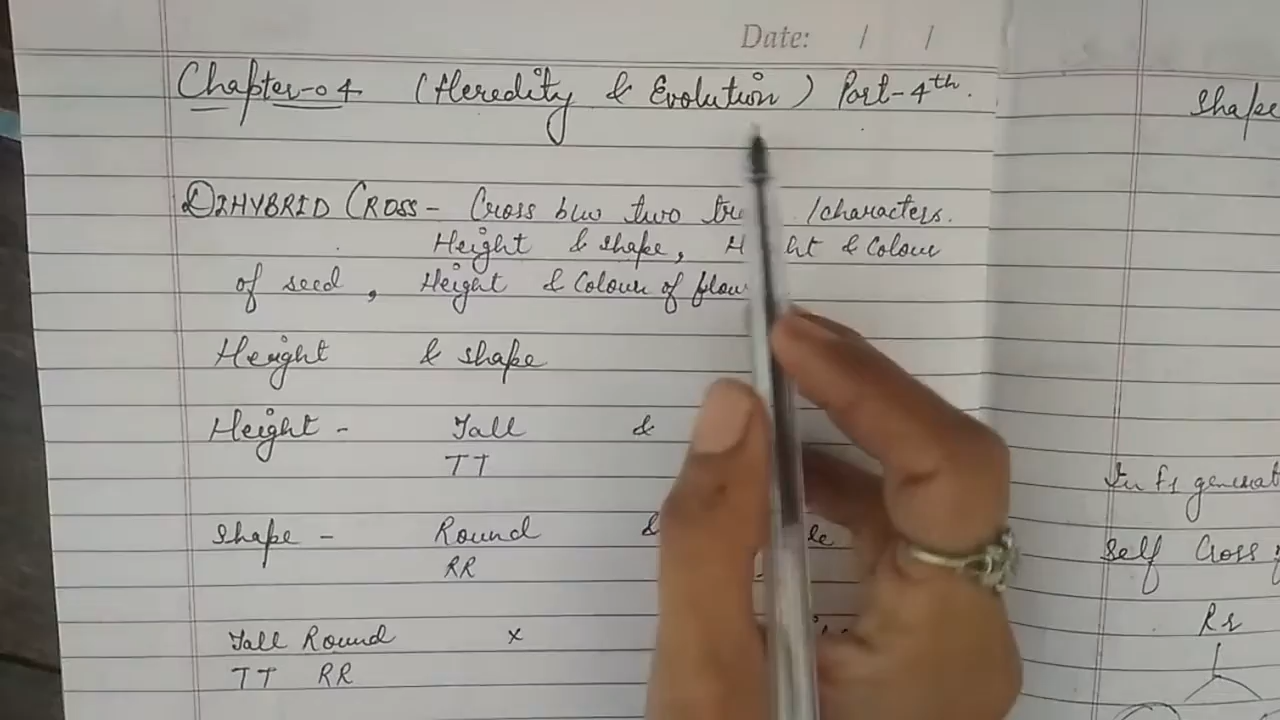 Date: / /
Chapter-04 (Heredity & Evolution) Part-4th.
DIHYBRID CROSS - Cross b/w two /characters.
Height & shape, & Colour
of seed, Height & Colour of
Height & shape
Height - Tall &
TT
Shape - Round &
RR
Tall Round x
TT RR
Shape
In F1 generat
Self Cross
Rr